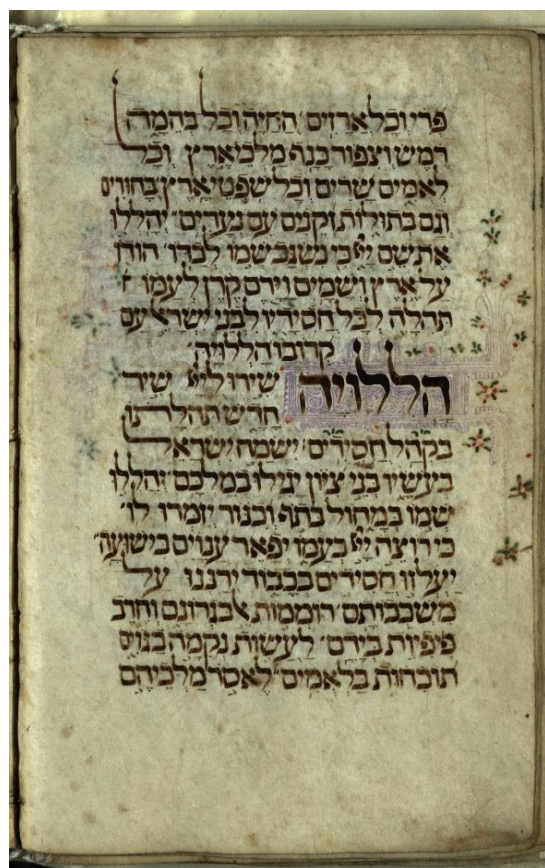 פרי וכל ארזים החיה וכל בהמה
רמש וצפור כנף מלכי ארץ וכל
לאמים שרים וכל שפטי ארץ בחורים
וגם בתולות זקנים עם נערים יהללו
את שם יי כי נשגב שמו לבדו הודו
על ארץ ושמים וירם קרן לעמו
תהלה לכל חסידיו לבני ישראל עם
קרובו הללויה
הללויה שירו ליי שיר
חדש תהלתו
בקהל חסידים ישמח ישראל
בעשיו בני ציון יגילו במלכם יהללו
שמו במחול בתף וכנור יזמרו לו
כי רוצה יי בעמו יפאר ענוים בישועה
יעלזו חסידים בכבוד ירננו על
משכבותם רוממות אל בגרונם וחרב
פיפיות בידם לעשות נקמה בגוים
תוכחות בלאמים לאסר מלכיהם